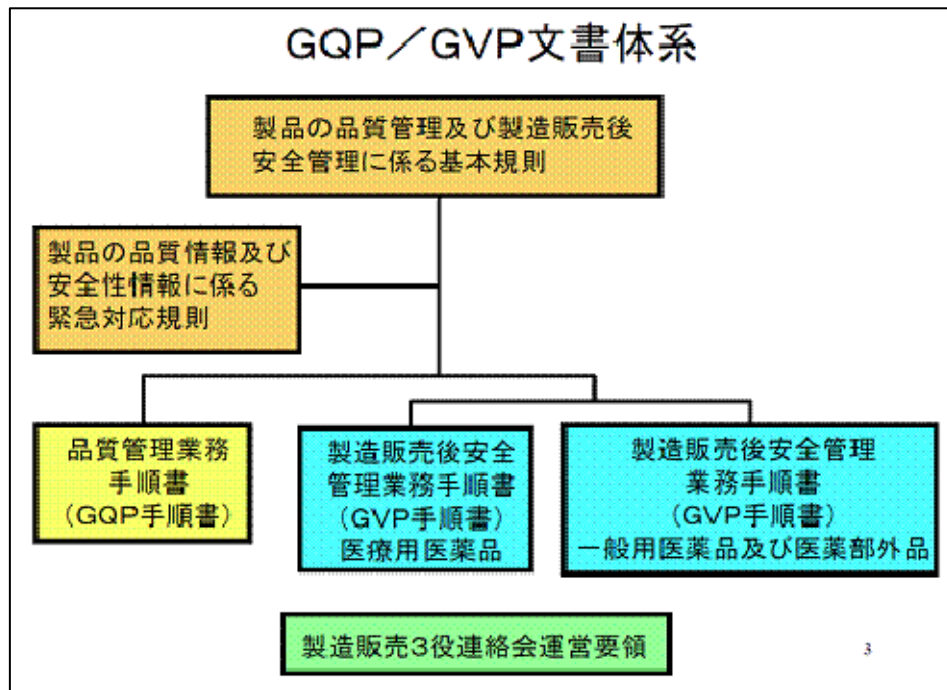 GQP／GVP文書体系
製品の品質管理及び製造販売後
安全管理に係る基本規則
製品の品質情報及び
安全性情報に係る
緊急対応規則
品質管理業務
手順書
（GQP手順書）
製造販売後安全
管理業務手順書
（GVP手順書）
医療用医薬品
製造販売後安全管理
業務手順書
（GVP手順書）
一般用医薬品及び医薬部外品
製造販売３役連絡会運営要領
3